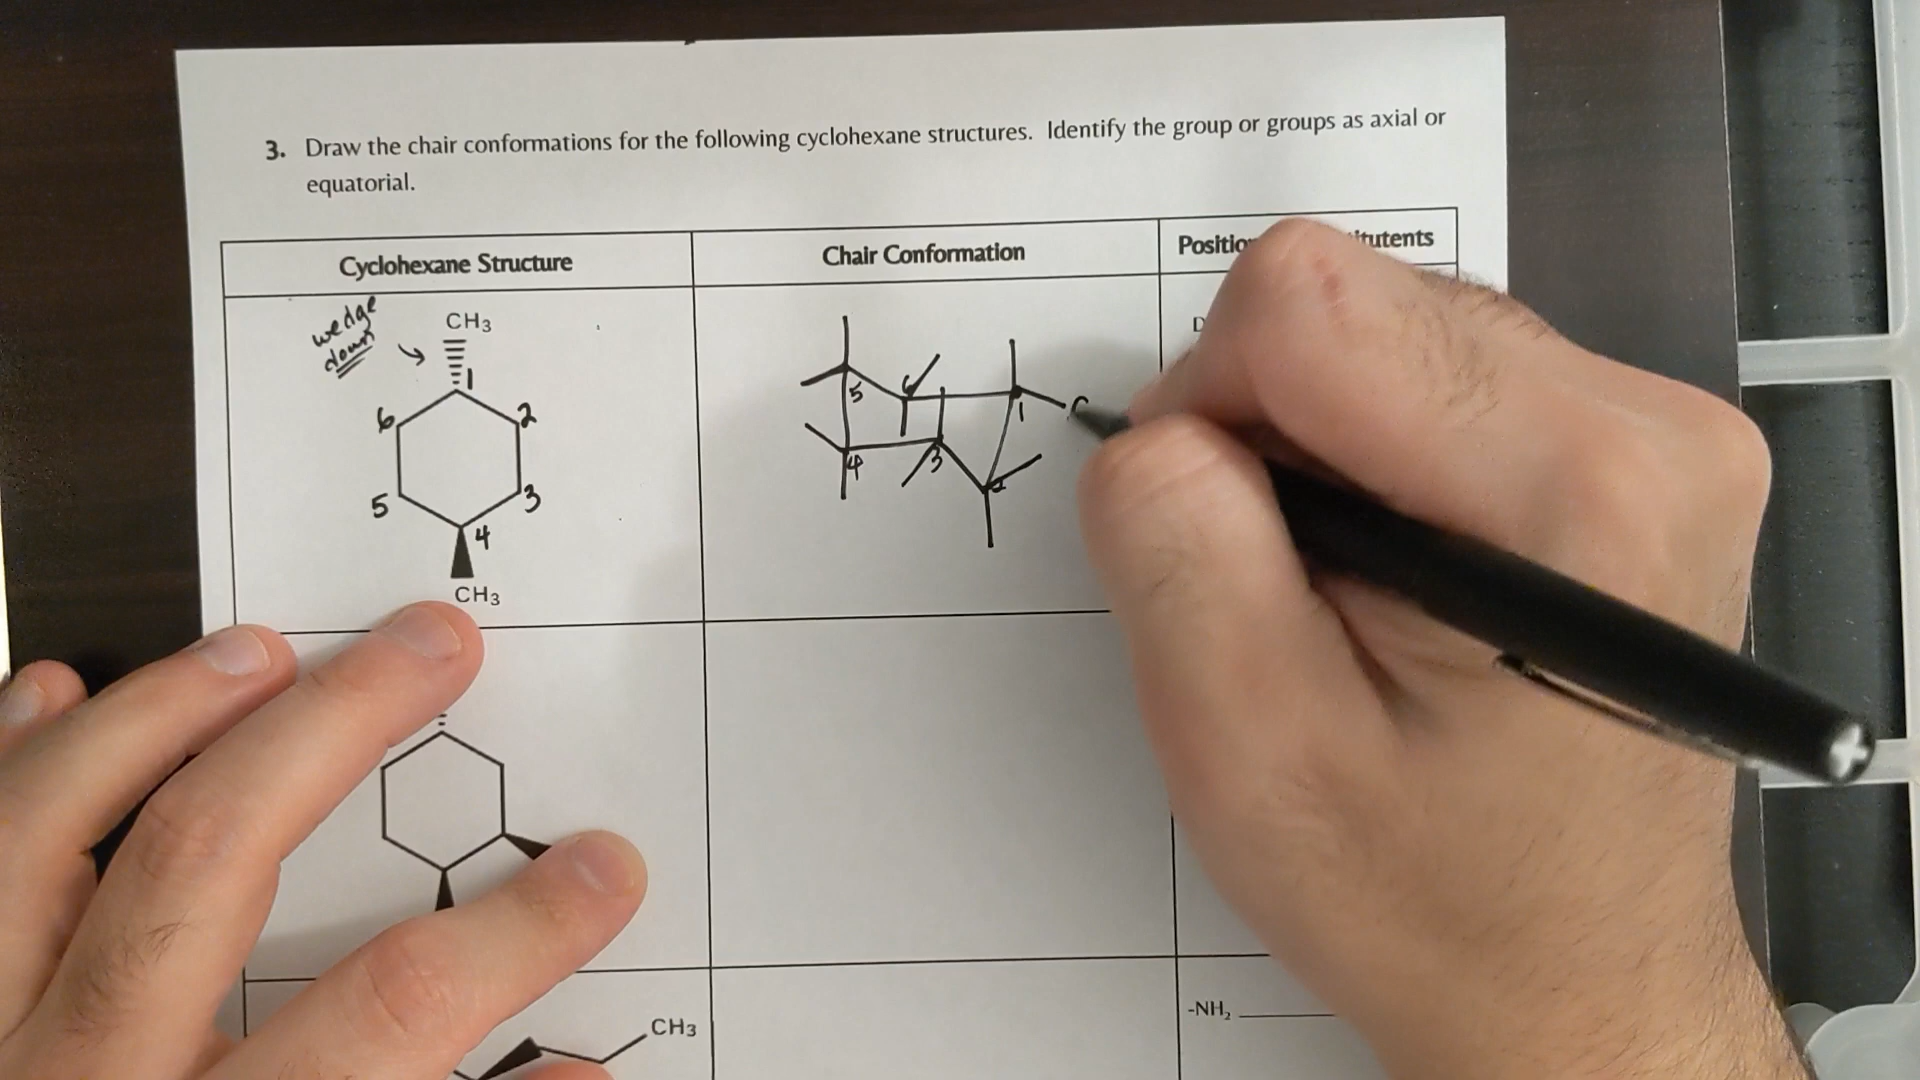 3. Draw the chair conformations for the following cyclohexane structures. Identify the group or groups as axial or
equatorial.
Cyclohexane Structure
Chair Conformation
wedge
down
CH3
1
6
2
5
3
4
CH3
5
6
1
4
3
2
C
CH3
-NH2